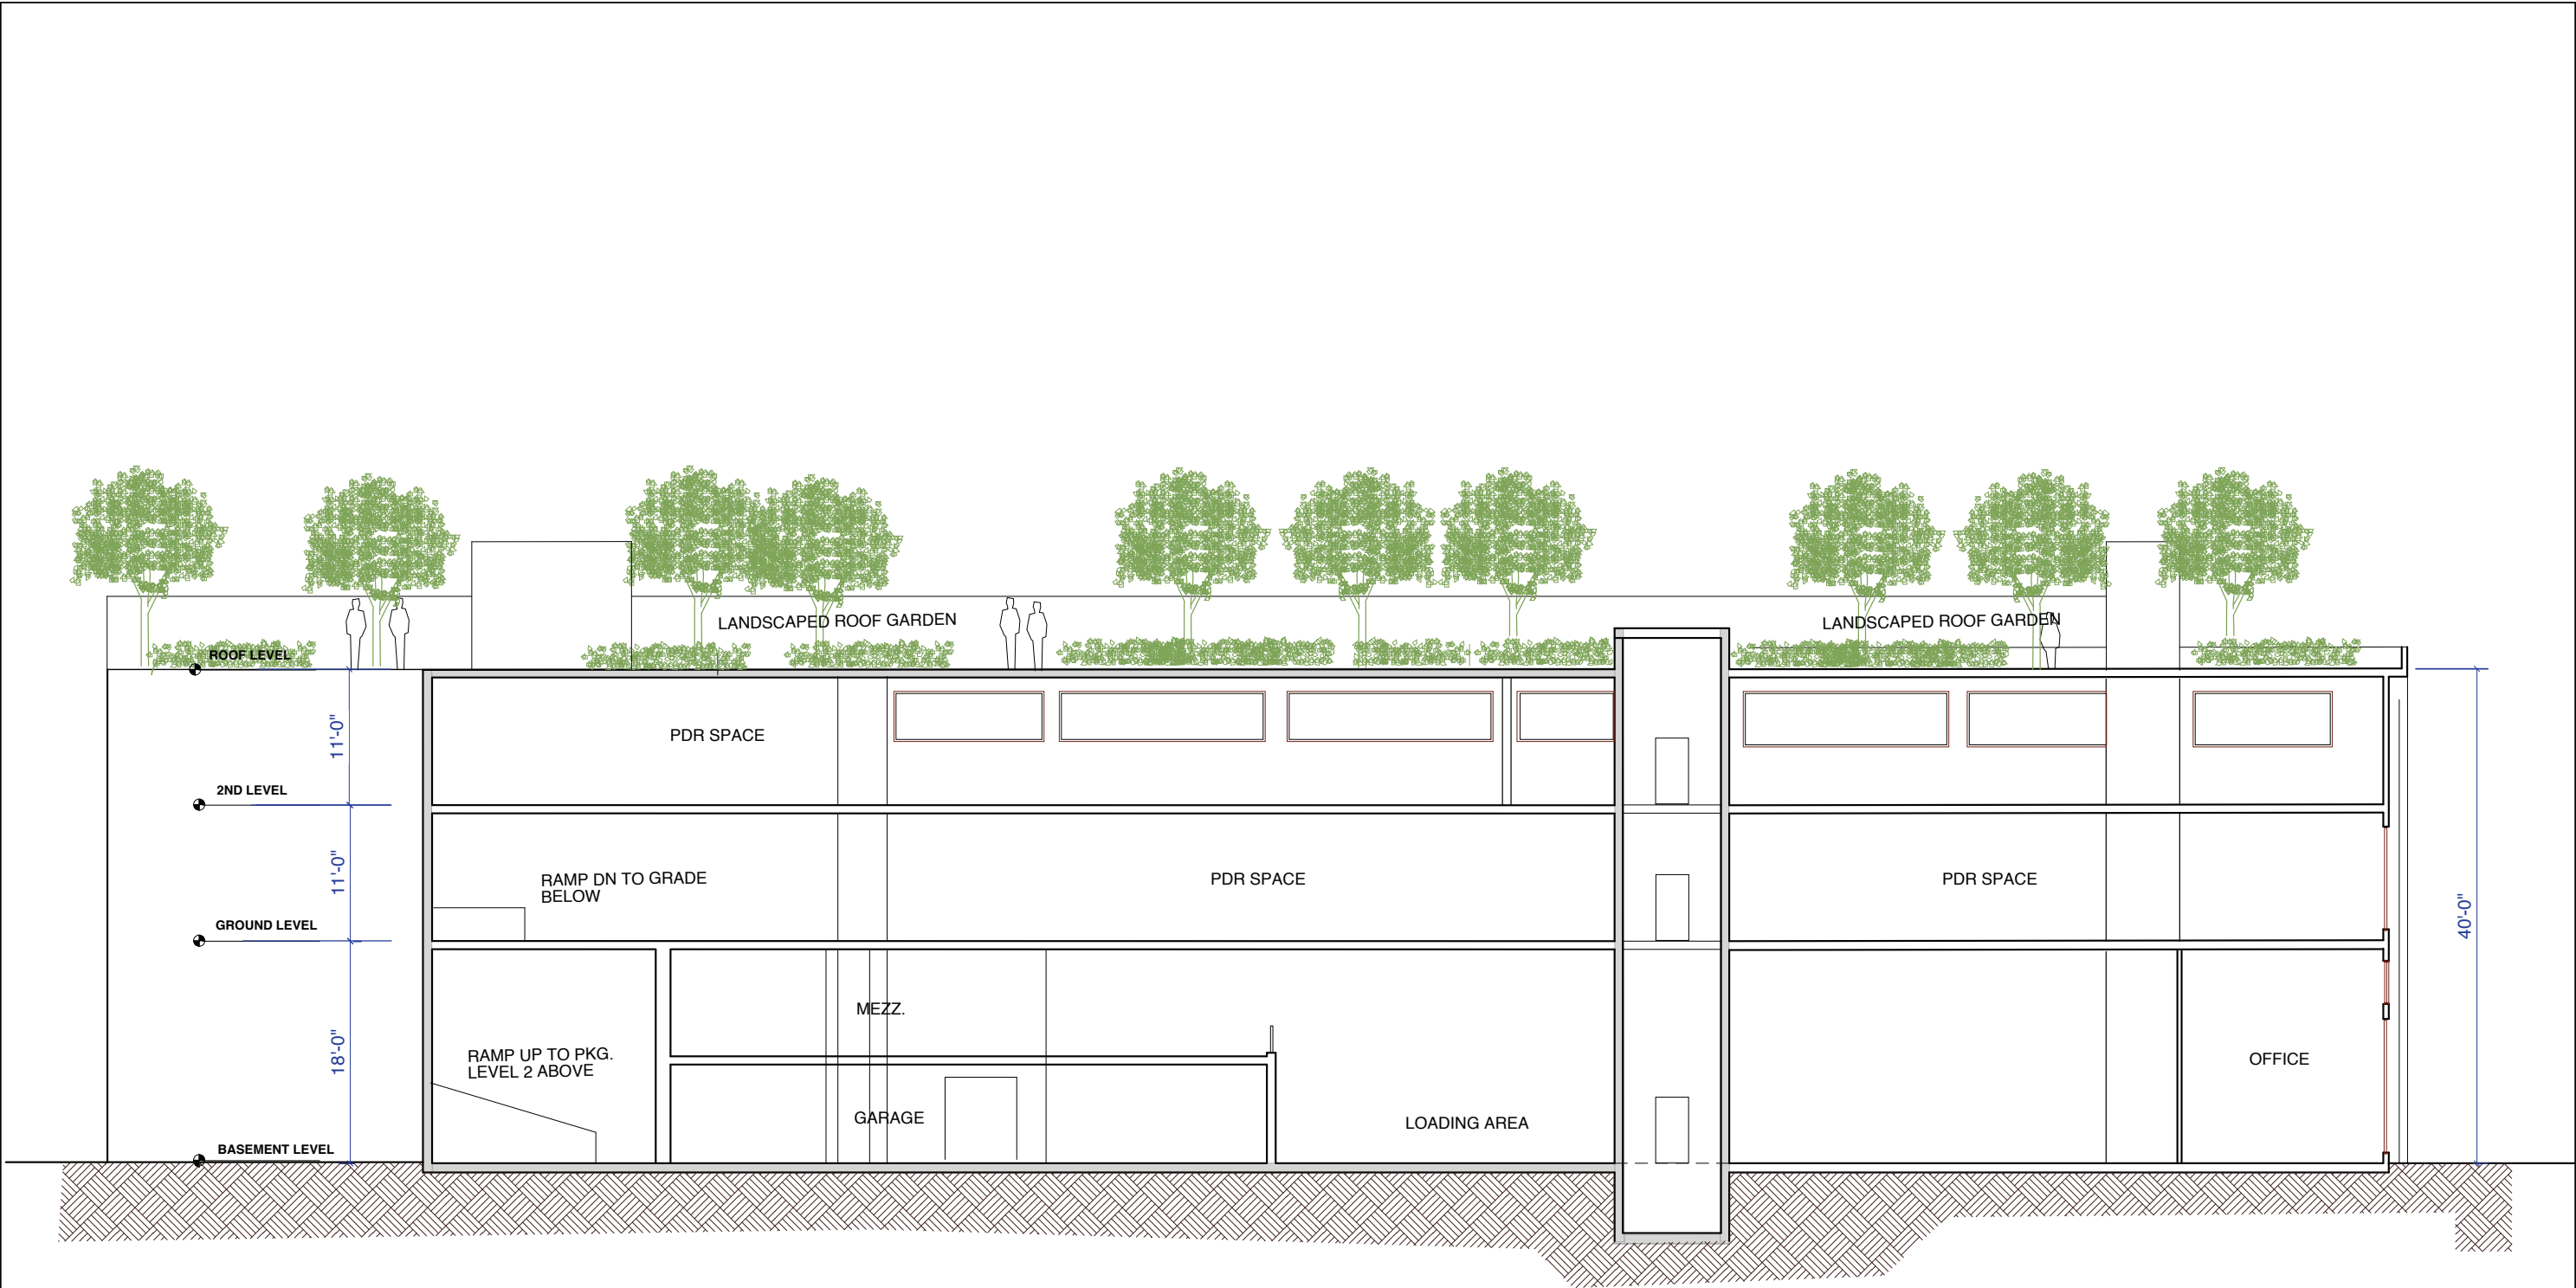 LANDSCAPED ROOF GARDEN
LANDSCAPED ROOF GARDEN
ROOF LEVEL
11'-0"
PDR SPACE
2ND LEVEL
11'-0"
RAMP DN TO GRADE
BELOW
PDR SPACE
PDR SPACE
GROUND LEVEL
40'-0"
18'-0"
MEZZ.
RAMP UP TO PKG.
LEVEL 2 ABOVE
OFFICE
GARAGE
LOADING AREA
BASEMENT LEVEL